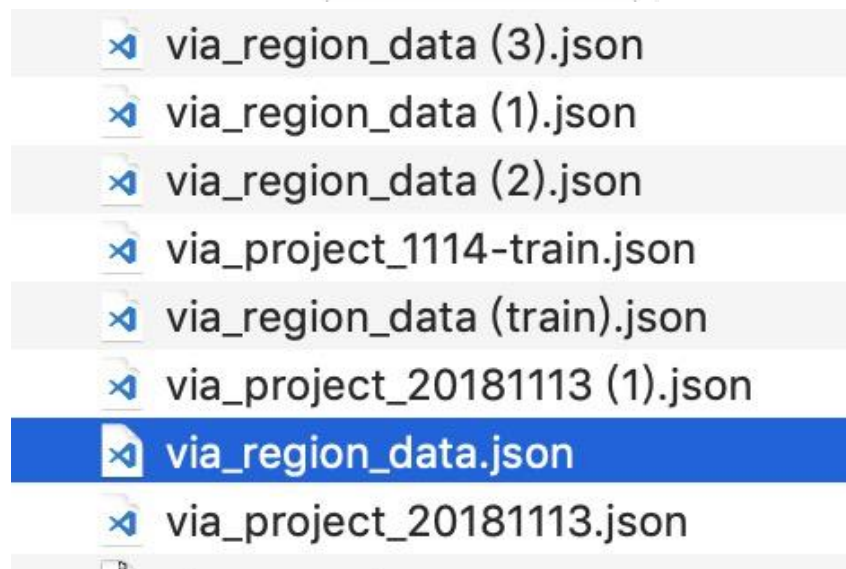 via_region_data (3).json
via_region_data (1).json
via_region_data (2).json
via_project_1114-train.json
via_region_data (train).json
via_project_20181113 (1).json
via_region_data.json
via_project_20181113.json